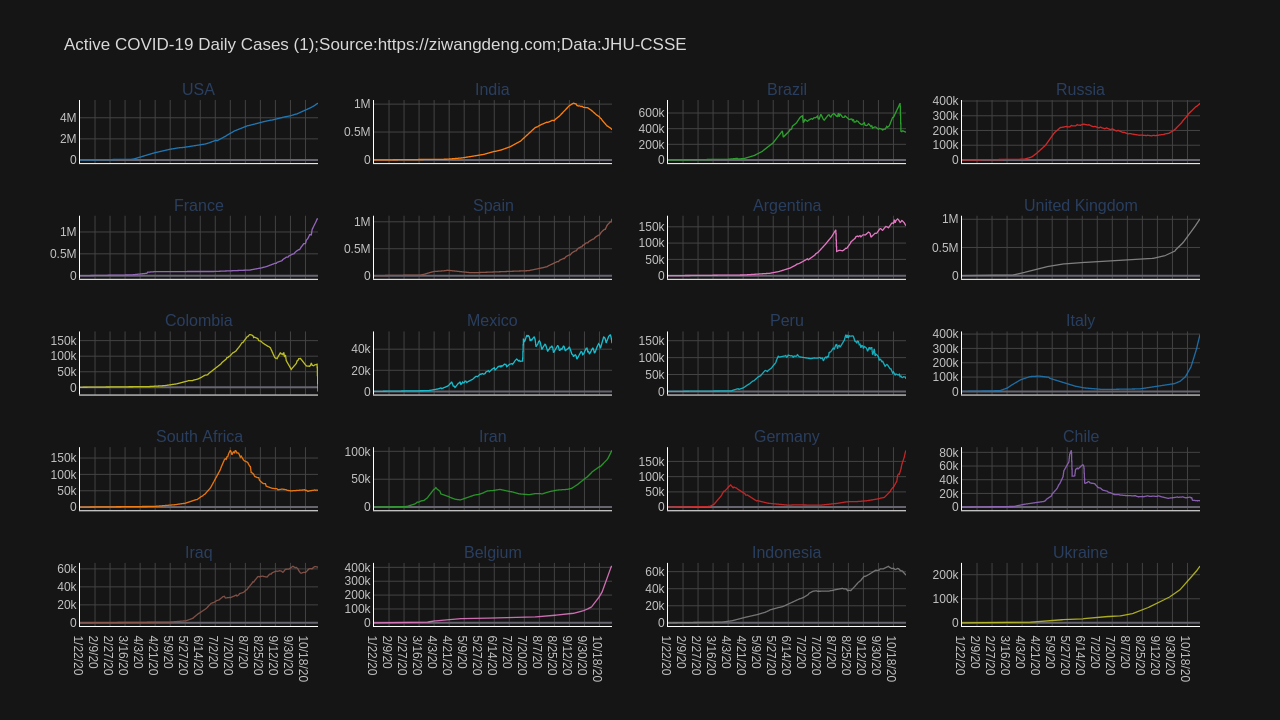 Active COVID-19 Daily Cases (1);Source:https://ziwangdeng.com;Data:JHU-CSSE
USA
India
Brazil
Russia
4M
2M
0
1M
0.5M
0
600k
400k
200k
0
400k
300k
200k
100k
0
France
Spain
Argentina
United Kingdom
1M
0.5M
0
1M
0.5M
0
150k
100k
50k
0
1M
0.5M
0
Colombia
Mexico
Peru
Italy
150k
100k
50k
0
40k
20k
0
150k
100k
50k
0
400k
300k
200k
100k
0
South Africa
Iran
Germany
Chile
150k
100k
50k
0
100k
50k
0
150k
100k
50k
0
80k
60k
40k
20k
0
Iraq
Belgium
Indonesia
Ukraine
60k
40k
20k
0
400k
300k
200k
100k
0
60k
40k
20k
0
200k
100k
0
1/22/20
2/9/20
2/27/20
3/16/20
4/3/20
4/21/20
5/9/20
5/27/20
6/14/20
7/2/20
7/20/20
8/7/20
8/25/20
9/12/20
9/30/20
10/18/20
1/22/20
2/9/20
2/27/20
3/16/20
4/3/20
4/21/20
5/9/20
5/27/20
6/14/20
7/2/20
7/20/20
8/7/20
8/25/20
9/12/20
9/30/20
10/18/20
1/22/20
2/9/20
2/27/20
3/16/20
4/3/20
4/21/20
5/9/20
5/27/20
6/14/20
7/2/20
7/20/20
8/7/20
8/25/20
9/12/20
9/30/20
10/18/20
1/22/20
2/9/20
2/27/20
3/16/20
4/3/20
4/21/20
5/9/20
5/27/20
6/14/20
7/2/20
7/20/20
8/7/20
8/25/20
9/12/20
9/30/20
10/18/20